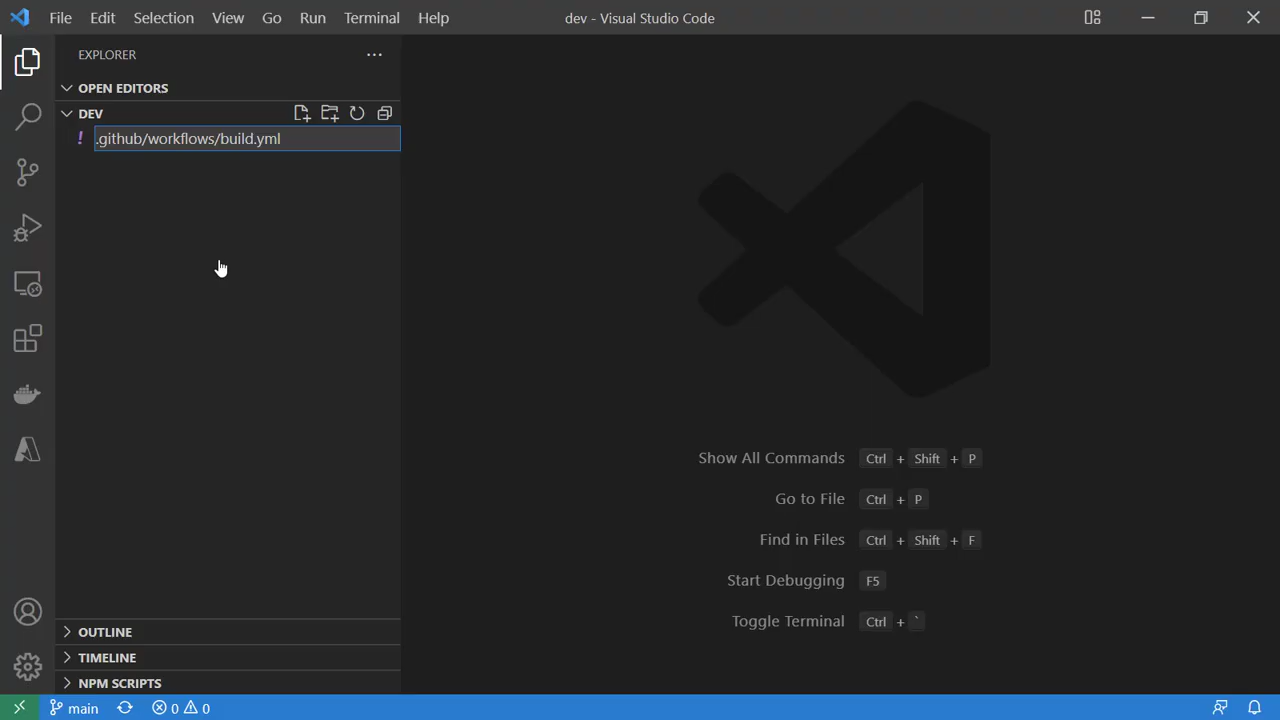 File Edit Selection View Go Run Terminal Help
dev - Visual Studio Code
EXPLORER
OPEN EDITORS
DEV
.github/workflows/build.yml
Show All Commands Ctrl + Shift + P
Go to File Ctrl + P
Find in Files Ctrl + Shift + F
Start Debugging F5
Toggle Terminal Ctrl + `
OUTLINE
TIMELINE
NPM SCRIPTS
main 0 0